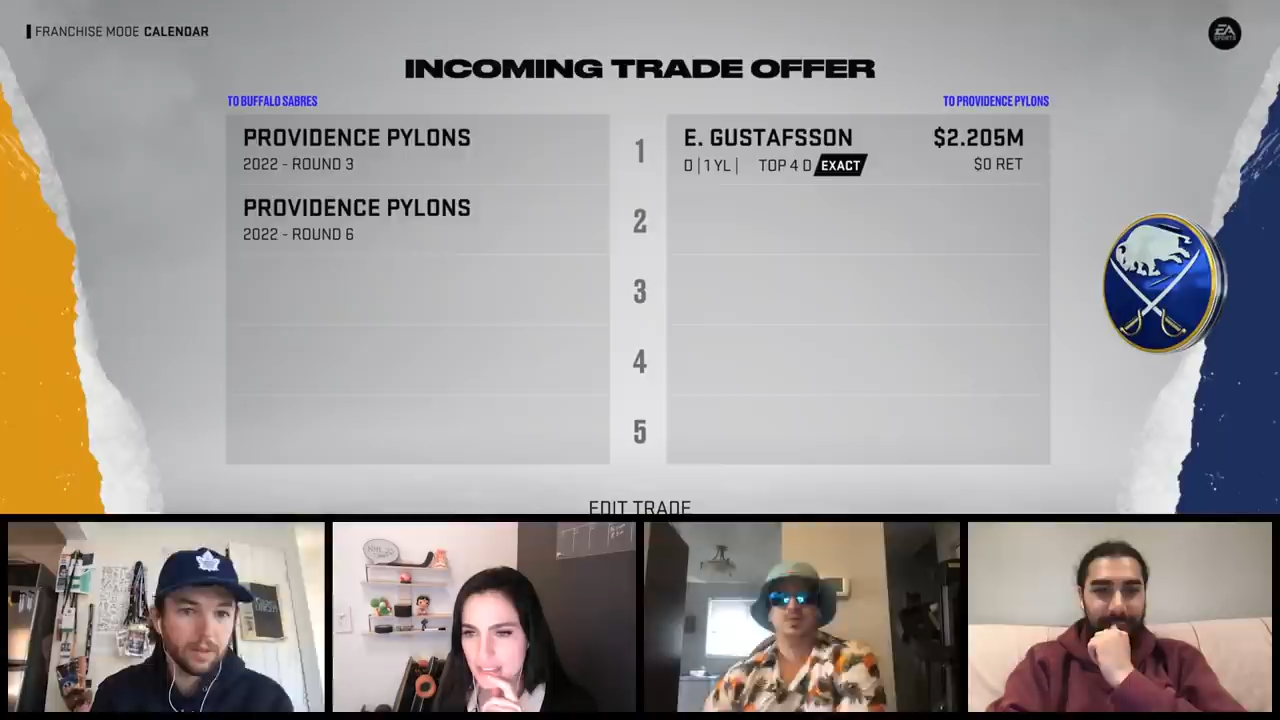 FRANCHISE MODE CALENDAR
EA
SPORTS
INCOMING TRADE OFFER
TO BUFFALO SABRES
TO PROVIDENCE PYLONS
PROVIDENCE PYLONS
2022 - ROUND 3
1
E. GUSTAFSSON
$2.205M
D | 1 YL |
TOP 4 D
EXACT
$0 RET
PROVIDENCE PYLONS
2022 - ROUND 6
2
3
4
5
EDIT TRADE